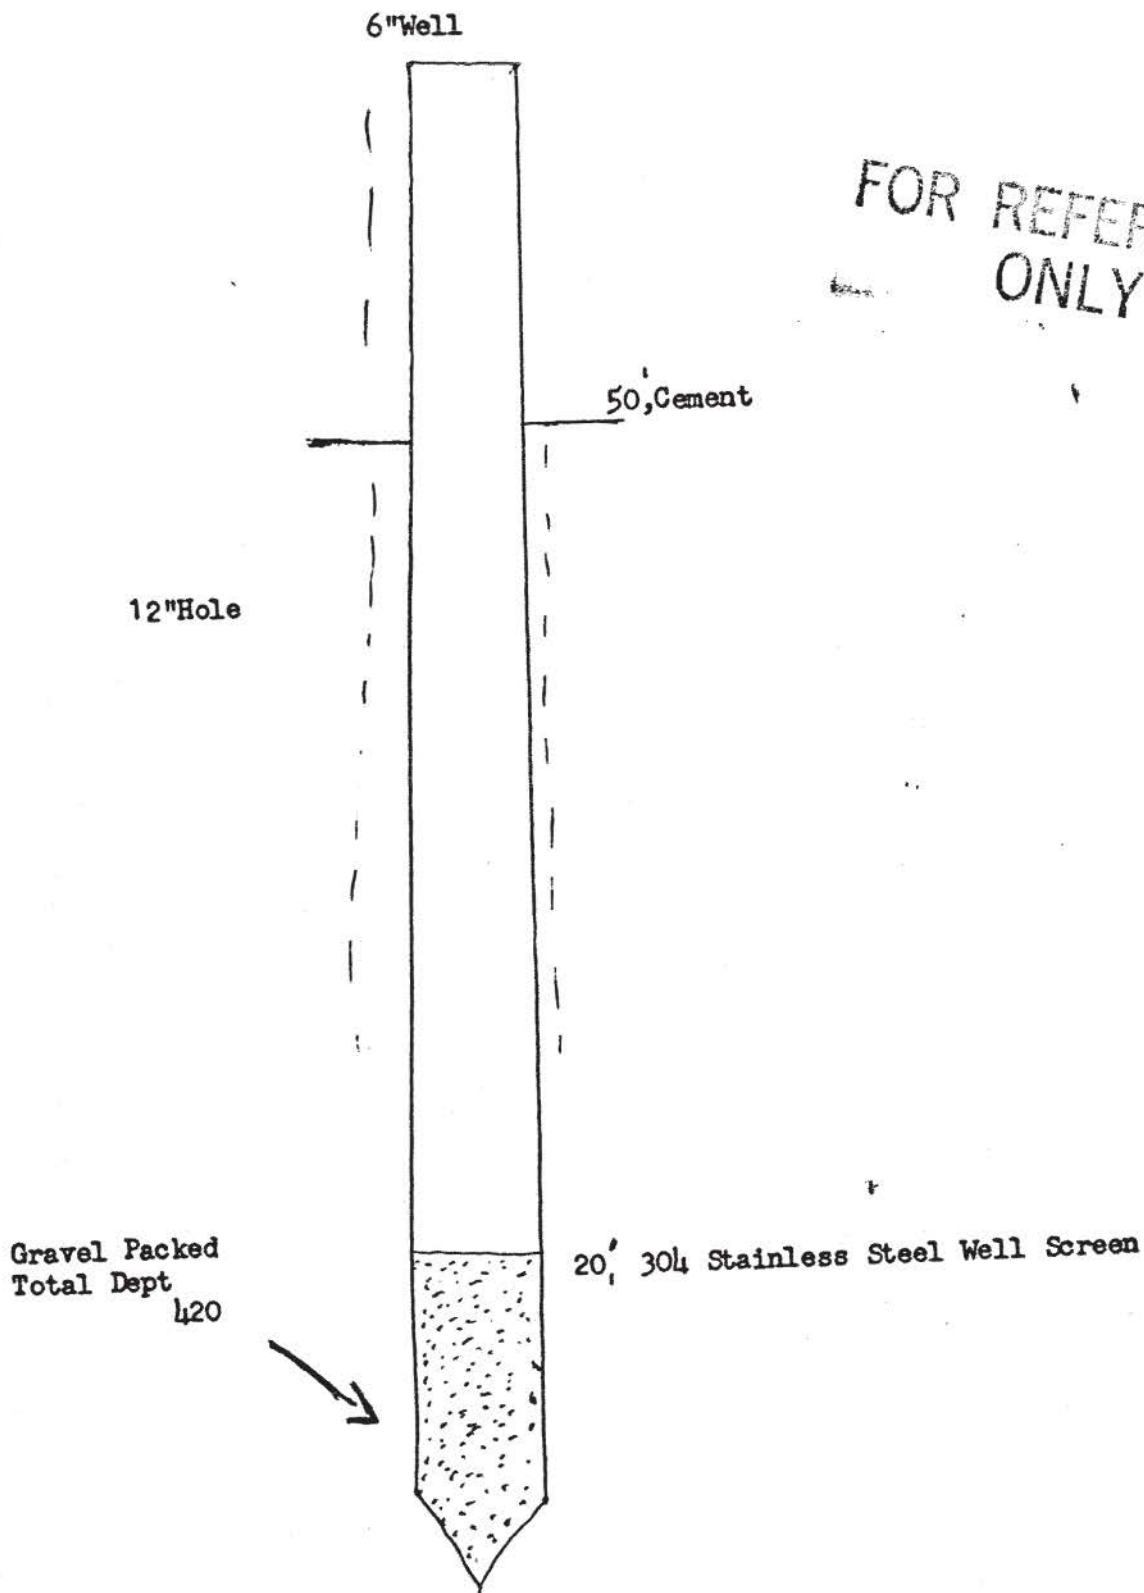 6"Well
FOR REFER
ONLY
50,'Cement
12"Hole
Gravel Packed
Total Dept
420
20,' 304 Stainless Steel Well Screen